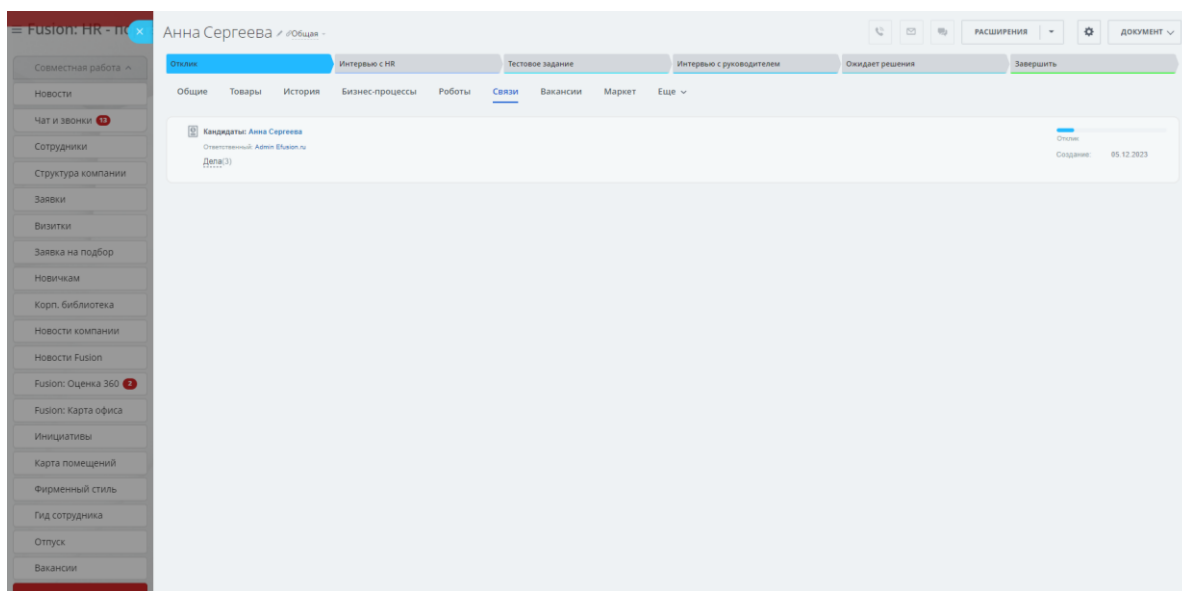 Fusion: HR - по
Анна Сергеева
Общая
РАСШИРЕНИЯ
ДОКУМЕНТ
Отклик
Интервью с HR
Тестовое задание
Интервью с руководителем
Ожидает решения
Завершить
Общие
Товары
История
Бизнес-процессы
Роботы
Связи
Вакансии
Маркет
Еще
Кандидаты: Анна Сергеева
Ответственный: Admin Efusion.ru
Дела(3)
Отклик
Создание: 05.12.2023
Совместная работа
Новости
Чат и звонки 13
Сотрудники
Структура компании
Заявки
Визитки
Заявка на подбор
Новичкам
Корп. библиотека
Новости компании
Новости Fusion
Fusion: Оценка 360 2
Fusion: Карта офиса
Инициативы
Карта помещений
Фирменный стиль
Гид сотрудника
Отпуск
Вакансии